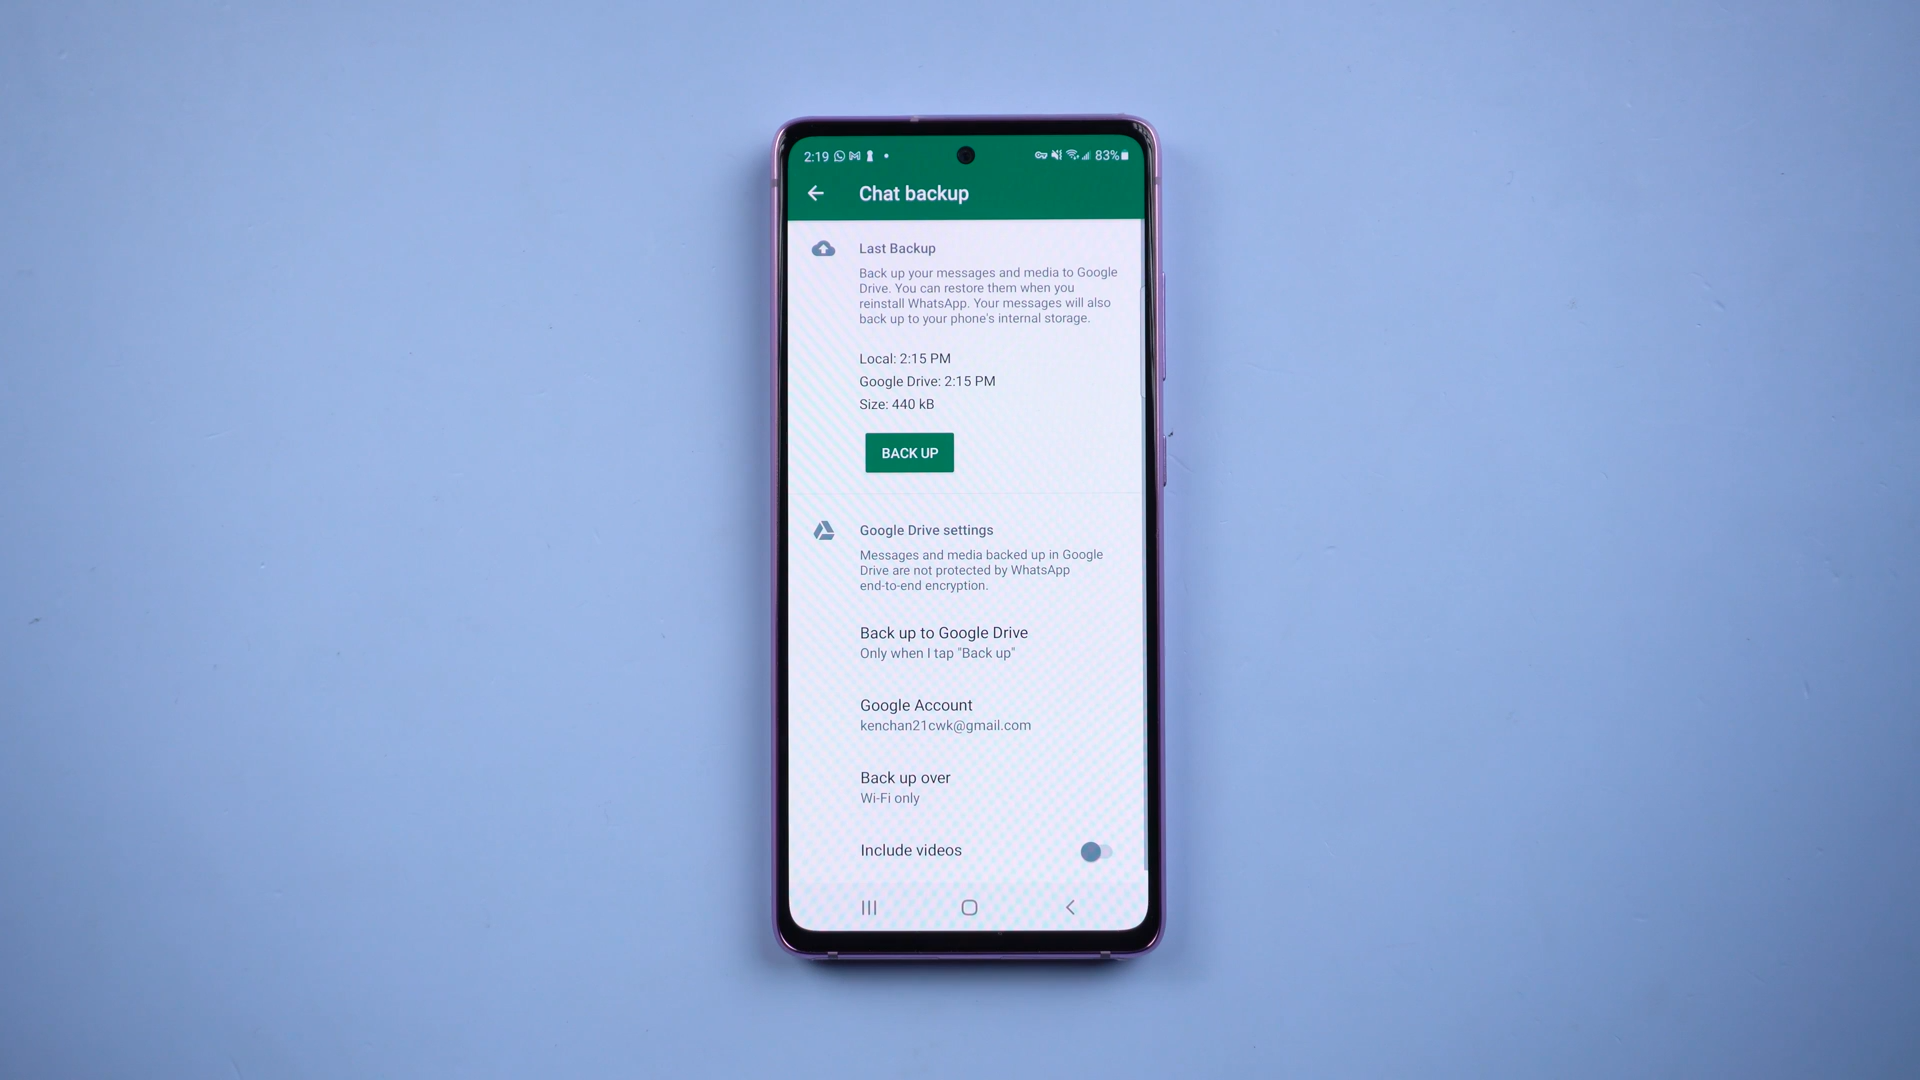 2:19 83%
Chat backup
Last Backup
Back up your messages and media to Google
Drive. You can restore them when you
reinstall WhatsApp. Your messages will also
back up to your phone's internal storage.
Local: 2:15 PM
Google Drive: 2:15 PM
Size: 440 kB
BACK UP
Google Drive settings
Messages and media backed up in Google
Drive are not protected by WhatsApp
end-to-end encryption.
Back up to Google Drive
Only when I tap "Back up"
Google Account
kenchan21cwk@gmail.com
Back up over
Wi-Fi only
Include videos